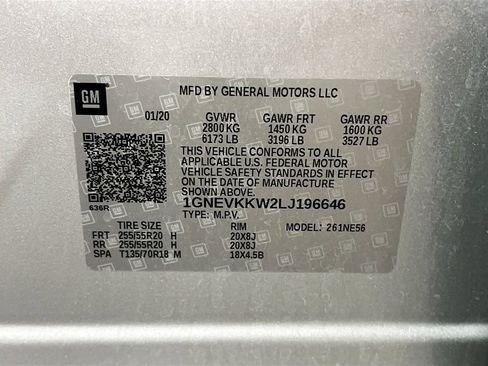 MFD BY GENERAL MOTORS LLC
GM
01/20 GVWR GAWR FRT GAWR RR
2800 KG 1450 KG 1600 KG
6173 LB 3196 LB 3527 LB
THIS VEHICLE CONFORMS TO ALL
APPLICABLE U.S. FEDERAL MOTOR
VEHICLE SAFETY STANDARDS IN EFFECT
ON THE DATE OF MANUFACTURE SHOWN ABOVE.
636R 1GNEVKKW2LJ196646
TYPE: M.P.V. MODEL: 261NE56
TIRE SIZE RIM
FRT 255/55R20 H 20X8J
RR 255/55R20 H 20X8J
SPA T135/70R18 M 18X4.5B